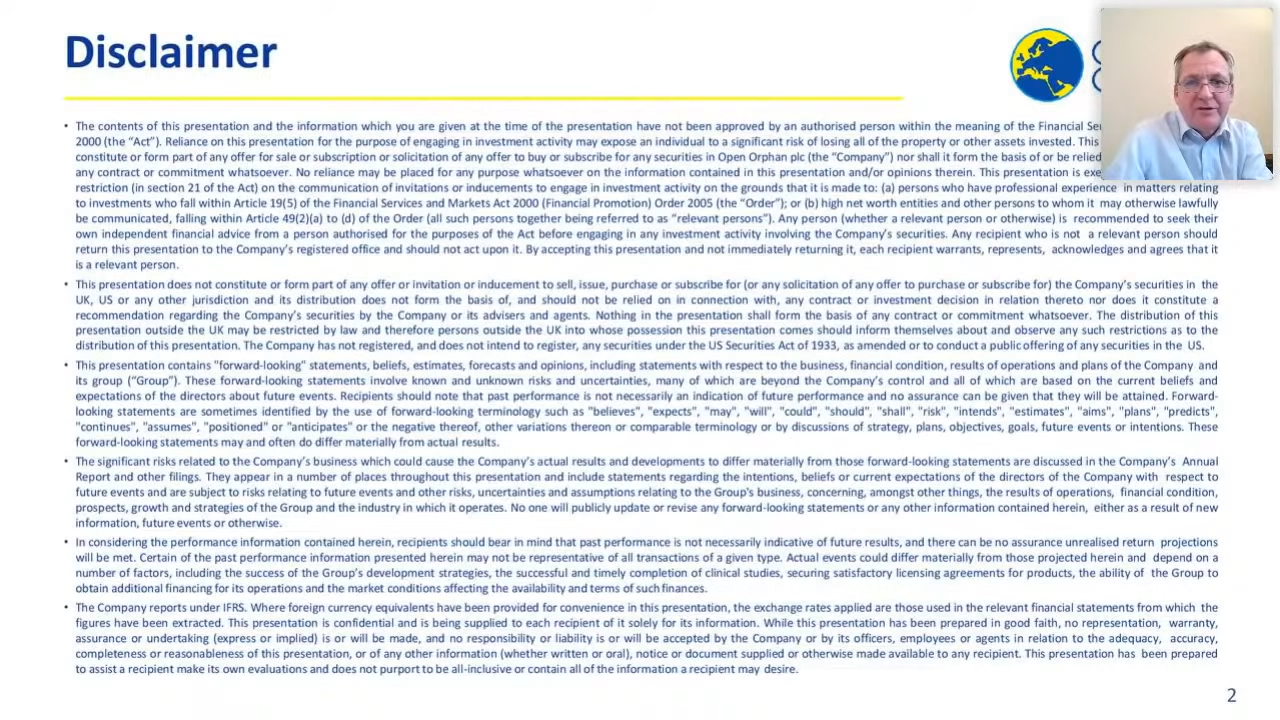 Disclaimer
• The contents of this presentation and the information which you are given at the time of the presentation have not been approved by an authorised person within the meaning of the Financial Ser
2000 (the “Act”). Reliance on this presentation for the purpose of engaging in investment activity may expose an individual to a significant risk of losing all of the property or other assets invested. This
constitute or form part of any offer for sale or subscription or solicitation of any offer to buy or subscribe for any securities in Open Orphan plc (the “Company”) nor shall it form the basis of or be relied
any contract or commitment whatsoever. No reliance may be placed for any purpose whatsoever on the information contained in this presentation and/or opinions therein. This presentation is exe
restriction (in section 21 of the Act) on the communication of invitations or inducements to engage in investment activity on the grounds that it is made to: (a) persons who have professional experience in matters relating
to investments who fall within Article 19(5) of the Financial Services and Markets Act 2000 (Financial Promotion) Order 2005 (the “Order”); or (b) high net worth entities and other persons to whom it may otherwise lawfully
be communicated, falling within Article 49(2)(a) to (d) of the Order (all such persons together being referred to as “relevant persons”). Any person (whether a relevant person or otherwise) is recommended to seek their
own independent financial advice from a person authorised for the purposes of the Act before engaging in any investment activity involving the Company’s securities. Any recipient who is not a relevant person should
return this presentation to the Company’s registered office and should not act upon it. By accepting this presentation and not immediately returning it, each recipient warrants, represents, acknowledges and agrees that it
is a relevant person.
• This presentation does not constitute or form part of any offer or invitation or inducement to sell, issue, purchase or subscribe for (or any solicitation of any offer to purchase or subscribe for) the Company’s securities in the
UK, US or any other jurisdiction and its distribution does not form the basis of, and should not be relied on in connection with, any contract or investment decision in relation thereto nor does it constitute a
recommendation regarding the Company’s securities by the Company or its advisers and agents. Nothing in the presentation shall form the basis of any contract or commitment whatsoever. The distribution of this
presentation outside the UK may be restricted by law and therefore persons outside the UK into whose possession this presentation comes should inform themselves about and observe any such restrictions as to the
distribution of this presentation. The Company has not registered, and does not intend to register, any securities under the US Securities Act of 1933, as amended or to conduct a public offering of any securities in the US.
• This presentation contains "forward-looking" statements, beliefs, estimates, forecasts and opinions, including statements with respect to the business, financial condition, results of operations and plans of the Company and
its group (“Group”). These forward-looking statements involve known and unknown risks and uncertainties, many of which are beyond the Company’s control and all of which are based on the current beliefs and
expectations of the directors about future events. Recipients should note that past performance is not necessarily an indication of future performance and no assurance can be given that they will be attained. Forward-
looking statements are sometimes identified by the use of forward-looking terminology such as "believes", "expects", "may", "will", "could", "should", "shall", "risk", "intends", "estimates", "aims", "plans", "predicts",
"continues", "assumes", "positioned" or "anticipates" or the negative thereof, other variations thereon or comparable terminology or by discussions of strategy, plans, objectives, goals, future events or intentions. These
forward-looking statements may and often do differ materially from actual results.
• The significant risks related to the Company’s business which could cause the Company’s actual results and developments to differ materially from those forward-looking statements are discussed in the Company’s Annual
Report and other filings. They appear in a number of places throughout this presentation and include statements regarding the intentions, beliefs or current expectations of the directors of the Company with respect to
future events and are subject to risks relating to future events and other risks, uncertainties and assumptions relating to the Group's business, concerning, amongst other things, the results of operations, financial condition,
prospects, growth and strategies of the Group and the industry in which it operates. No one will publicly update or revise any forward-looking statements or any other information contained herein, either as a result of new
information, future events or otherwise.
• In considering the performance information contained herein, recipients should bear in mind that past performance is not necessarily indicative of future results, and there can be no assurance unrealised return projections
will be met. Certain of the past performance information presented herein may not be representative of all transactions of a given type. Actual events could differ materially from those projected herein and depend on a
number of factors, including the success of the Group’s development strategies, the successful and timely completion of clinical studies, securing satisfactory licensing agreements for products, the ability of the Group to
obtain additional financing for its operations and the market conditions affecting the availability and terms of such finances.
• The Company reports under IFRS. Where foreign currency equivalents have been provided for convenience in this presentation, the exchange rates applied are those used in the relevant financial statements from which the
figures have been extracted. This presentation is confidential and is being supplied to each recipient of it solely for its information. While this presentation has been prepared in good faith, no representation, warranty,
assurance or undertaking (express or implied) is or will be made, and no responsibility or liability is or will be accepted by the Company or by its officers, employees or agents in relation to the adequacy, accuracy,
completeness or reasonableness of this presentation, or of any other information (whether written or oral), notice or document supplied or otherwise made available to any recipient. This presentation has been prepared
to assist a recipient make its own evaluations and does not purport to be all-inclusive or contain all of the information a recipient may desire.
2